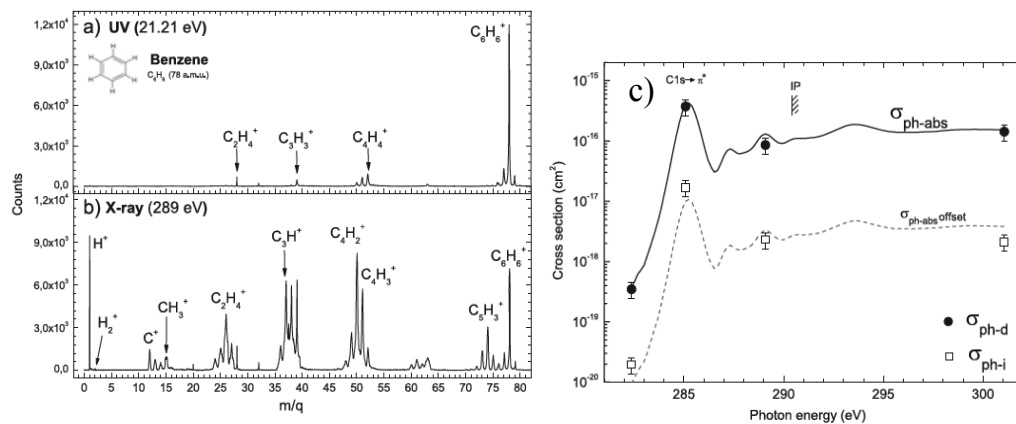 a) UV (21.21 eV)
H
H H
H H
H
Benzene
C₆H₆ (78 a.m.u.)
C₆H₆⁺
C₂H₄⁺
C₃H₃⁺
C₄H₄⁺
1,2x10⁴
9,0x10³
6,0x10³
3,0x10³
0,0
Counts
b) X-ray (289 eV)
H⁺
H₂⁺
C⁺
CH₃⁺
C₂H₄⁺
C₃H⁺
C₄H₂⁺
C₄H₃⁺
C₅H₃⁺
C₆H₆⁺
1,2x10⁴
9,0x10³
6,0x10³
3,0x10³
0,0
0 5 10 15 20 25 30 35 40 45 50 55 60 65 70 75 80
m/q
c)
C1s→ π*
IP
σph-abs
σph-abs offset
σph-d
σph-i
10⁻¹⁵
10⁻¹⁶
10⁻¹⁷
10⁻¹⁸
10⁻¹⁹
10⁻²⁰
Cross section (cm²)
285 290 295 300
Photon energy (eV)